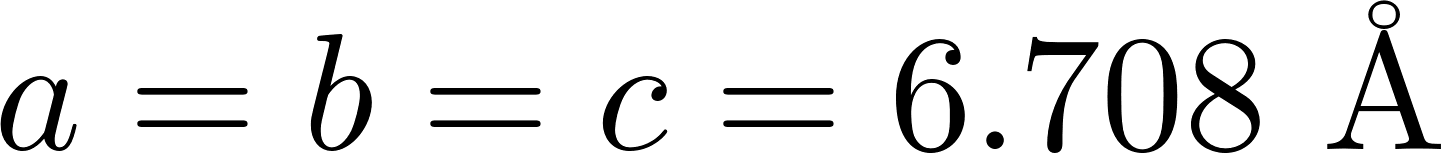 a = b = c = 6.708 Å